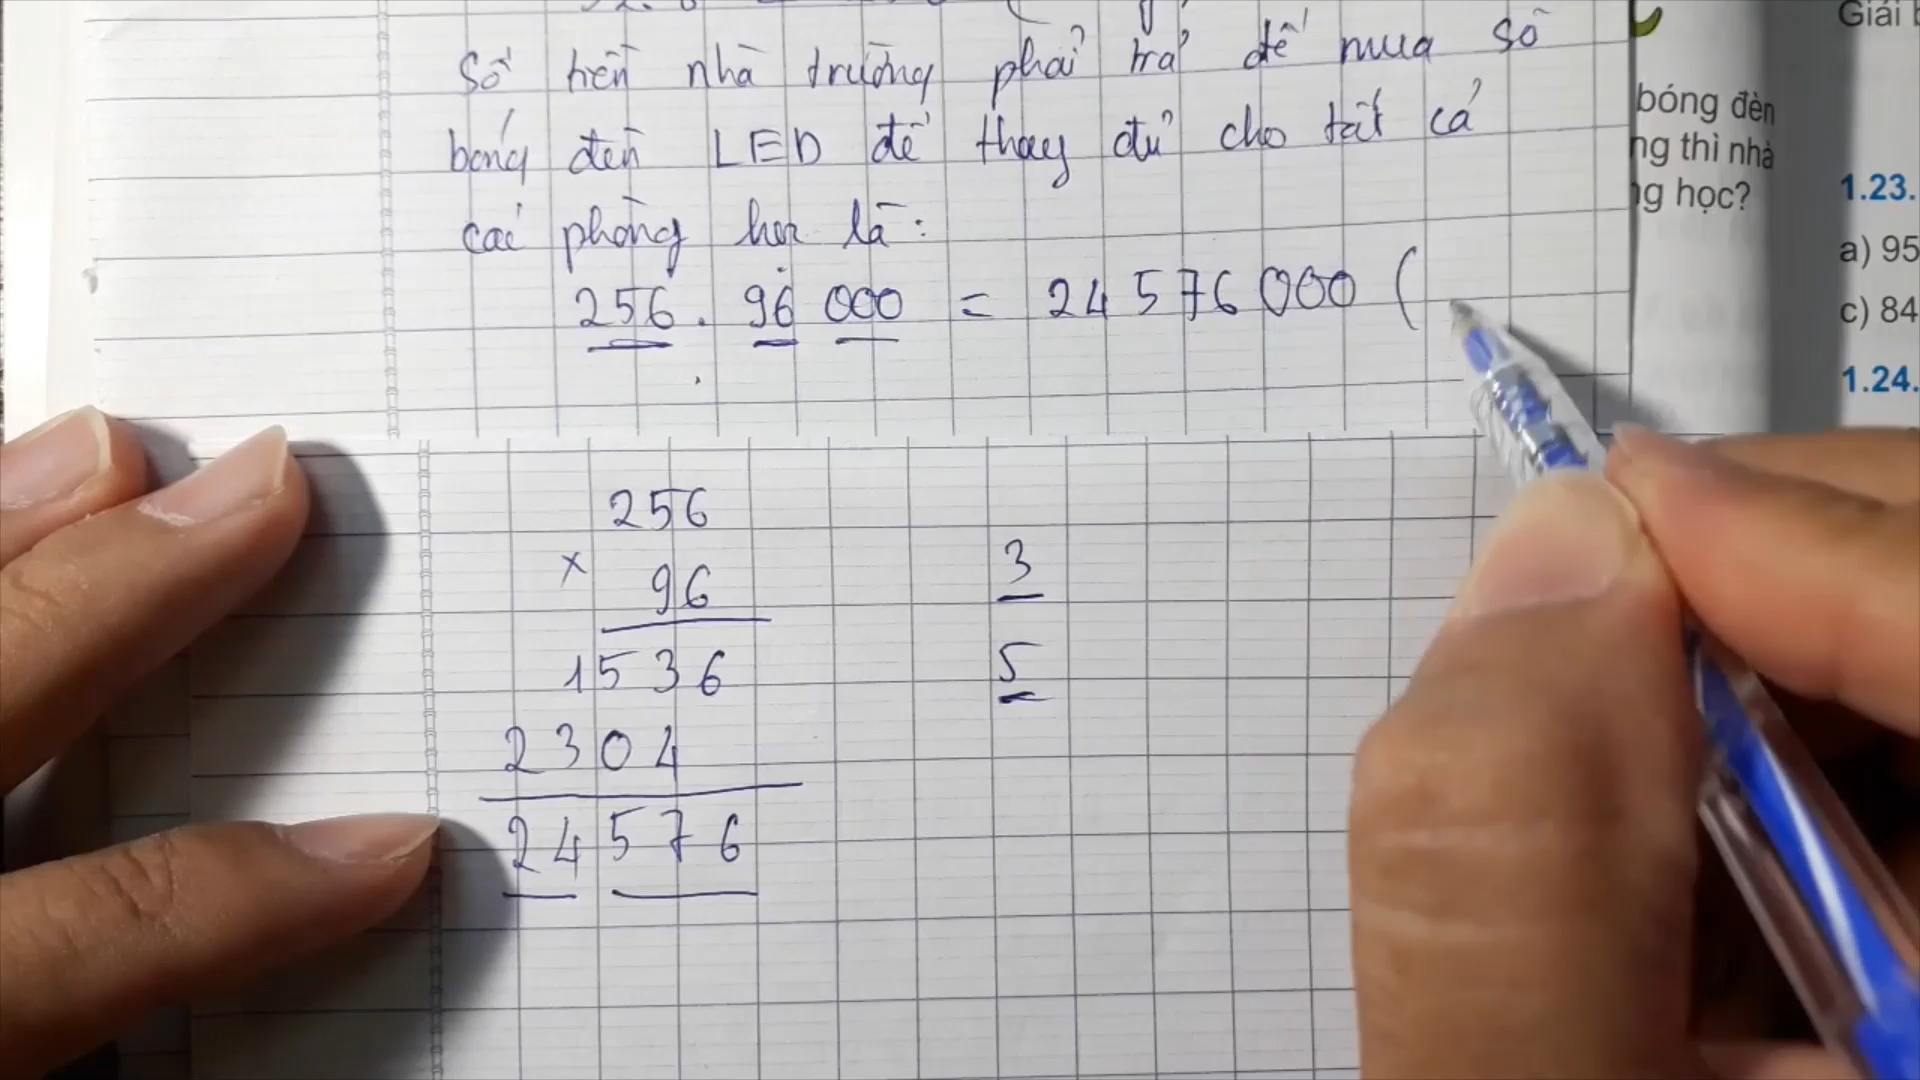 Số tiền nhà trường phải trả để mua số
bóng đèn LED để thay đủ cho tất cả
các phòng học là:
256 . 96 000 = 24 576 000 (
256
x
96
1536
2304
24 576
3
5
bóng đèn
ng thì nhà
g học?
Giải
1.23.
a) 95
c) 84
1.24.